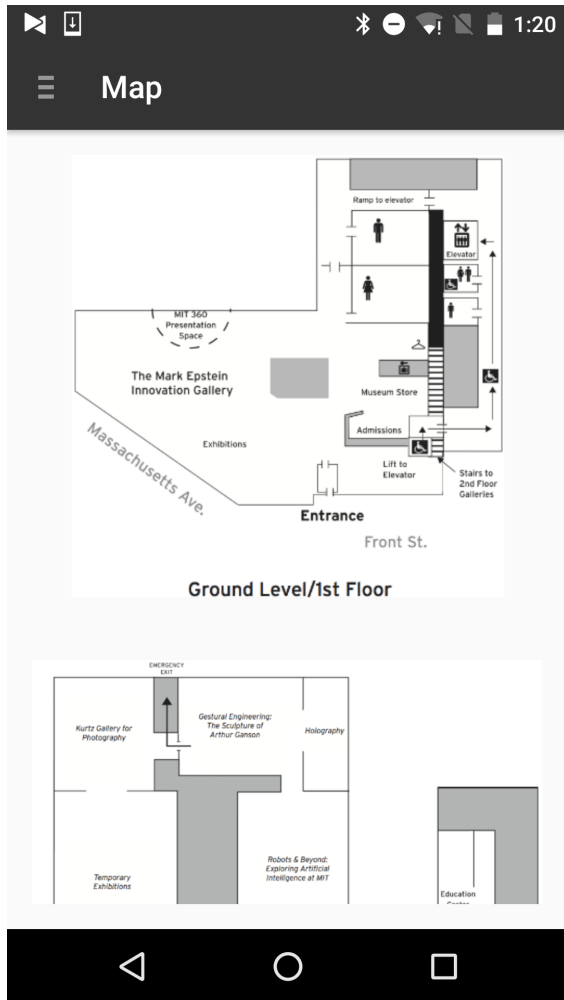 1:20
Map
Ramp to elevator
Elevator
MIT 360
Presentation
Space
The Mark Epstein
Innovation Gallery
Museum Store
Admissions
Exhibitions
Massachusetts Ave.
Lift to
Elevator
Stairs to
2nd Floor
Galleries
Entrance
Front St.
Ground Level/1st Floor
EMERGENCY
EXIT
Kurtz Gallery for
Photography
Gestural Engineering:
The Sculpture of
Arthur Ganson
Holography
Temporary
Exhibitions
Robots & Beyond:
Exploring Artificial
Intelligence at MIT
Education